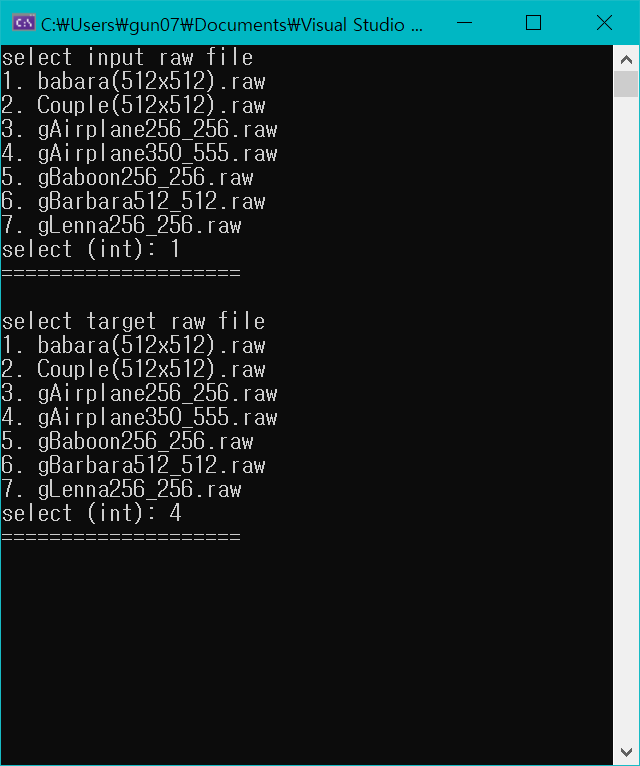 C:₩Users₩gun07₩Documents₩Visual Studio ...
select input raw file
1. babara(512x512).raw
2. Couple(512x512).raw
3. gAirplane256_256.raw
4. gAirplane350_555.raw
5. gBaboon256_256.raw
6. gBarbara512_512.raw
7. gLenna256_256.raw
select (int): 1
====================
select target raw file
1. babara(512x512).raw
2. Couple(512x512).raw
3. gAirplane256_256.raw
4. gAirplane350_555.raw
5. gBaboon256_256.raw
6. gBarbara512_512.raw
7. gLenna256_256.raw
select (int): 4
====================